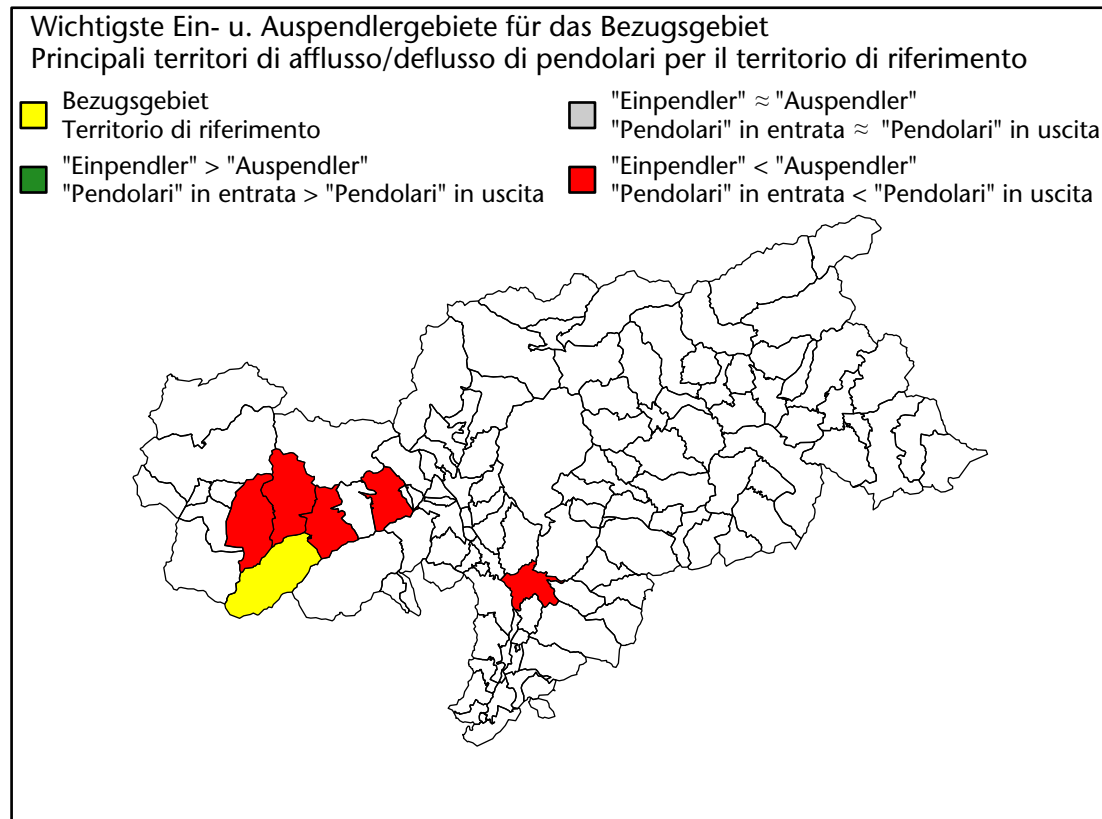 Wichtigste Ein- u. Auspendlergebiete für das Bezugsgebiet
Principali territori di afflusso/deflusso di pendolari per il territorio di riferimento
Bezugsgebiet
Territorio di riferimento
"Einpendler" ≈ "Auspendler"
"Pendolari" in entrata ≈ "Pendolari" in uscita
"Einpendler" > "Auspendler"
"Pendolari" in entrata > "Pendolari" in uscita
"Einpendler" < "Auspendler"
"Pendolari" in entrata < "Pendolari" in uscita